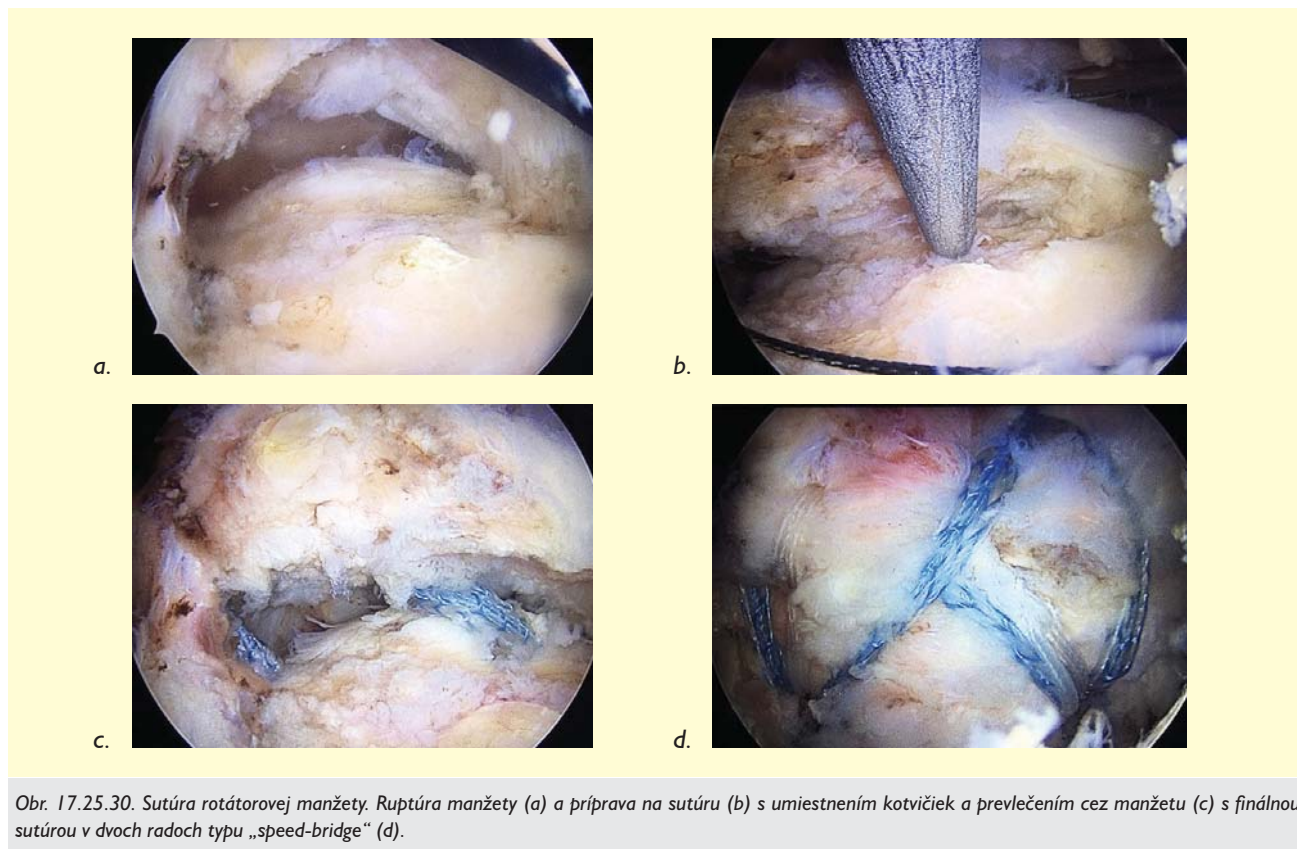 a.
b.
c.
d.
Obr. 17.25.30. Sutúra rotátorovej manžety. Ruptúra manžety (a) a príprava na sutúru (b) s umiestnením kotvičiek a prevlečením cez manžetu (c) s finálnou
sutúrou v dvoch radoch typu „speed-bridge“ (d).